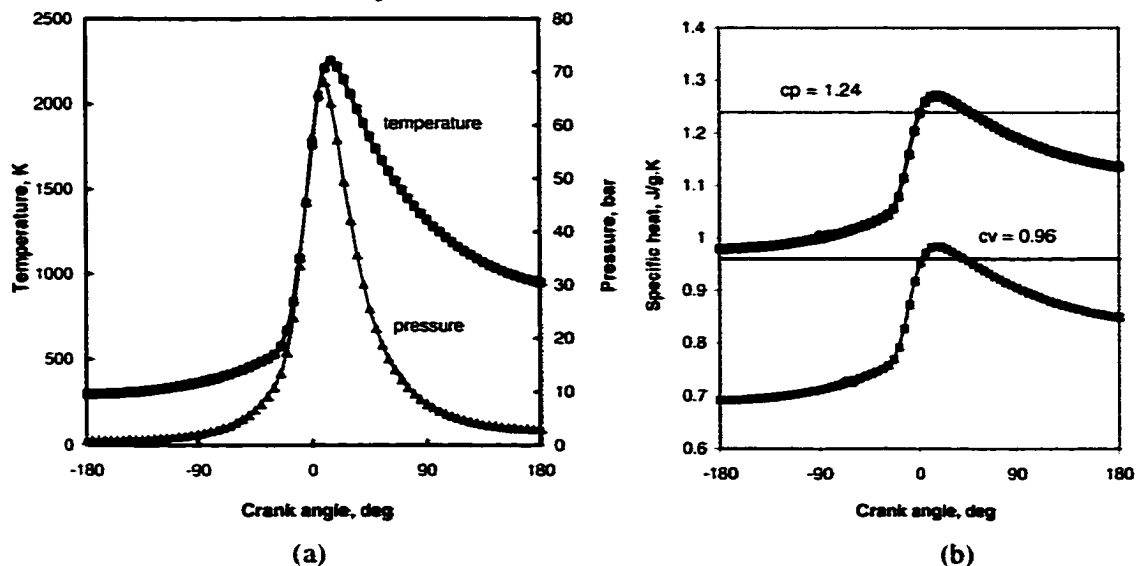 2500
2000
1500
1000
500
0
Temperature, K
-180 -90 0 90 180
Crank angle, deg
80
70
60
50
40
30
20
10
0
Pressure, bar
temperature
pressure
(a)
1.4
1.3
1.2
1.1
1
0.9
0.8
0.7
0.6
Specific heat, J/g.K
cp = 1.24
cv = 0.96
-180 -90 0 90 180
Crank angle, deg
(b)